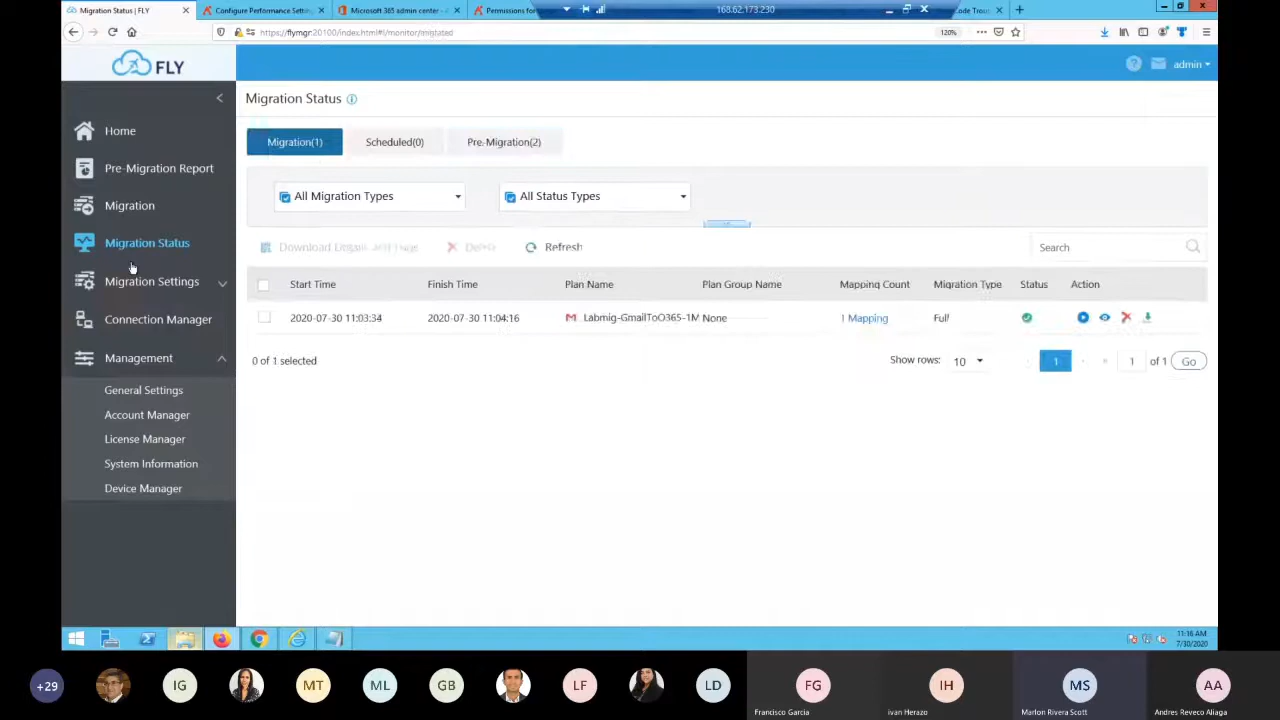 Migration Status | FLY
Configure Performance Settin
Microsoft 365 admin center -
Permissions for
168.62.173.230
Code Trous
https://flymgr:20100/index.html#/monitor/migrated
120%
FLY
admin
Home
Pre-Migration Report
Migration
Migration Status
Migration Settings
Connection Manager
Management
General Settings
Account Manager
License Manager
System Information
Device Manager
Migration Status
Migration(1)
Scheduled(0)
Pre-Migration(2)
All Migration Types
All Status Types
Refresh
Search
Start Time Finish Time Plan Name Plan Group Name Mapping Count Migration Type Status Action
2020-07-30 11:03:34 2020-07-30 11:04:16 Labmig-GmailToO365-1M None 1 Mapping Full
0 of 1 selected
Show rows: 10
1
1 of 1 Go
11:16 AM
7/30/2020
+29
IG
MT
ML
GB
LF
LD
FG
Francisco Garcia
IH
ivan Herazo
MS
Marlon Rivera Scott
AA
Andres Reveco Aliaga